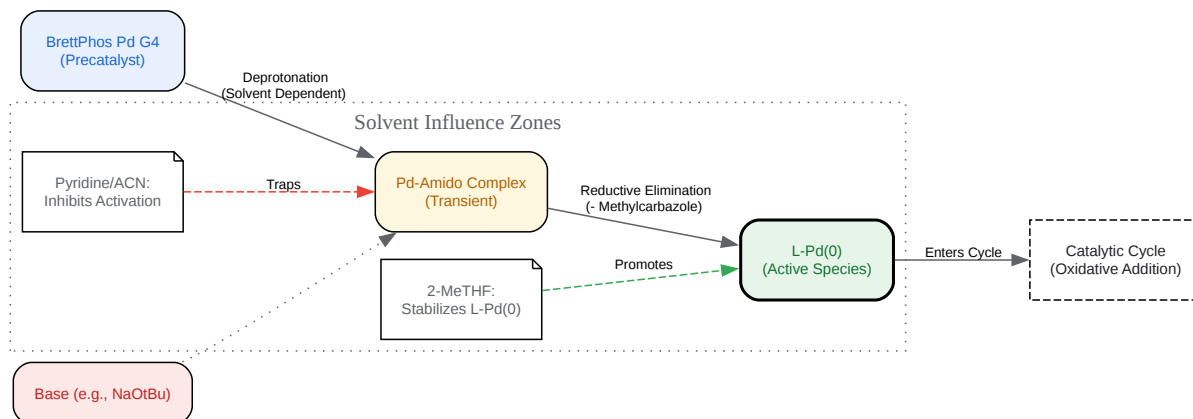 BrettPhos Pd G4
(Precatalyst)
Deprotonation
(Solvent Dependent)
Solvent Influence Zones
Pyridine/ACN:
Inhibits Activation
Traps
Pd-Amido Complex
(Transient)
Reductive Elimination
(- Methylcarbazole)
L-Pd(0)
(Active Species)
Enters Cycle
Catalytic Cycle
(Oxidative Addition)
2-MeTHF:
Stabilizes L-Pd(0)
Promotes
Base (e.g., NaOtBu)